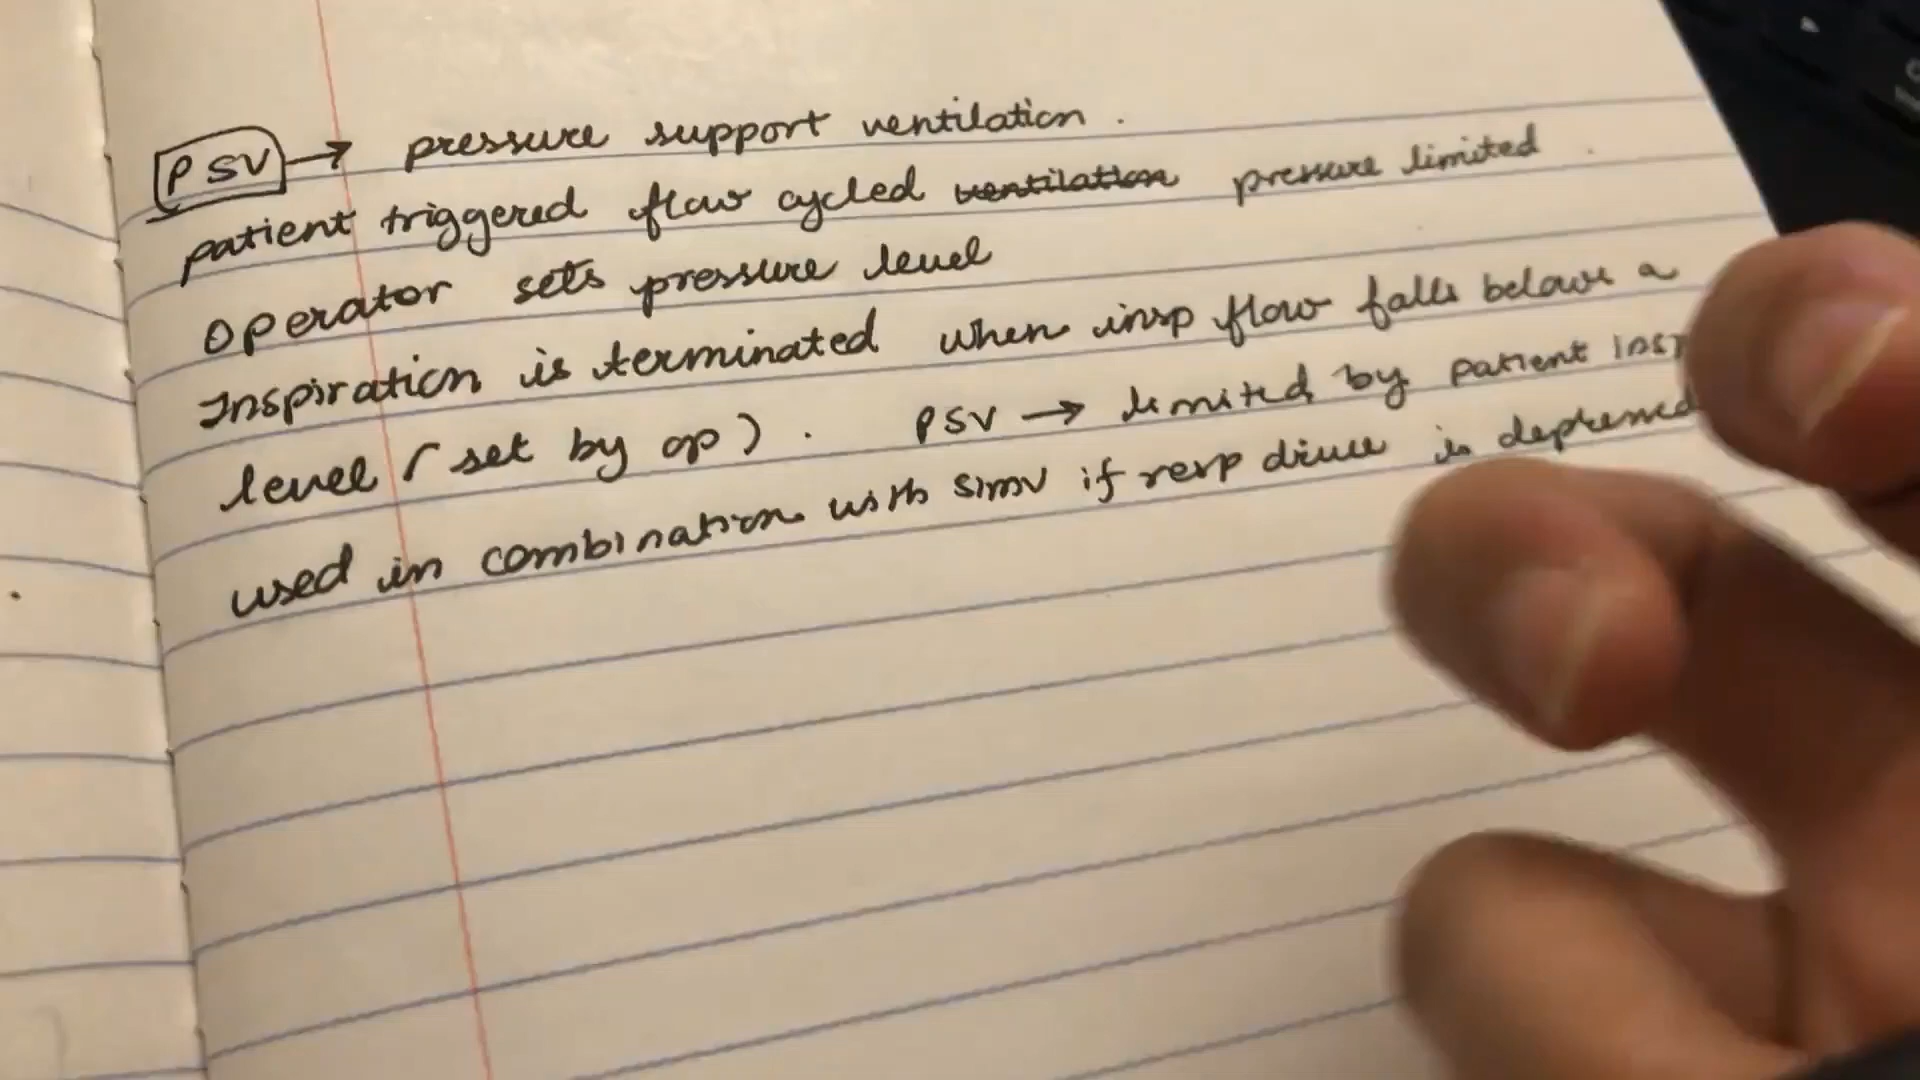 PSV → pressure support ventilation.
patient triggered flow cycled ventilation pressure limited.
Operator sets pressure level
Inspiration is terminated when insp flow falls below a
level (set by op). PSV → limited by patient insp
used in combination with SIMV if resp drive is depressed